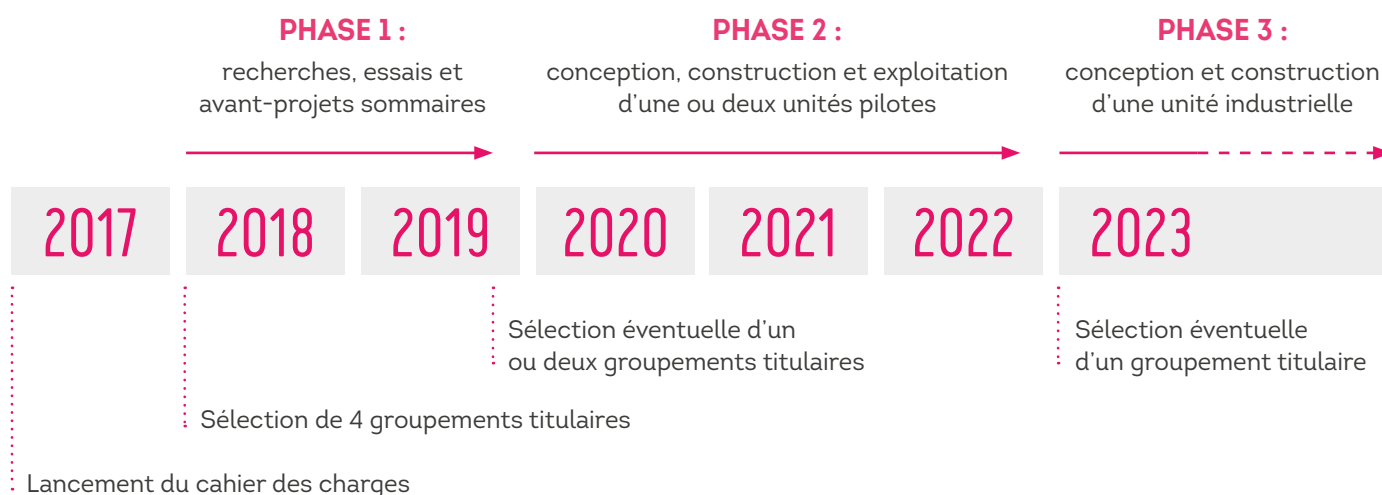 PHASE 1 :
recherches, essais et
avant-projets sommaires
PHASE 2 :
conception, construction et exploitation
d’une ou deux unités pilotes
PHASE 3 :
conception et construction
d’une unité industrielle
2017
2018
2019
2020
2021
2022
2023
Sélection éventuelle d’un
ou deux groupements titulaires
Sélection éventuelle
d’un groupement titulaire
Sélection de 4 groupements titulaires
Lancement du cahier des charges